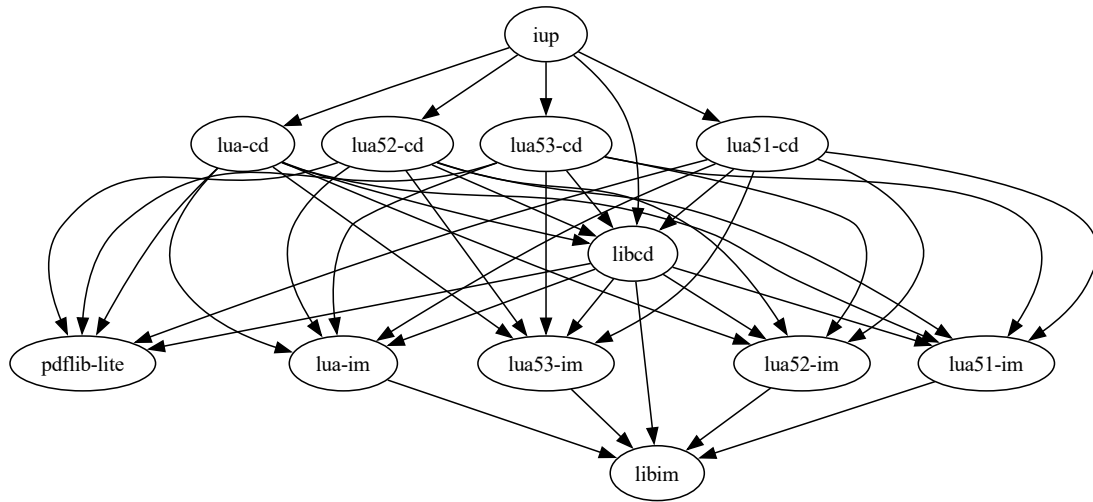 iup
lua-cd
lua52-cd
lua53-cd
lua51-cd
libcd
pdflib-lite
lua-im
lua53-im
lua52-im
lua51-im
libim